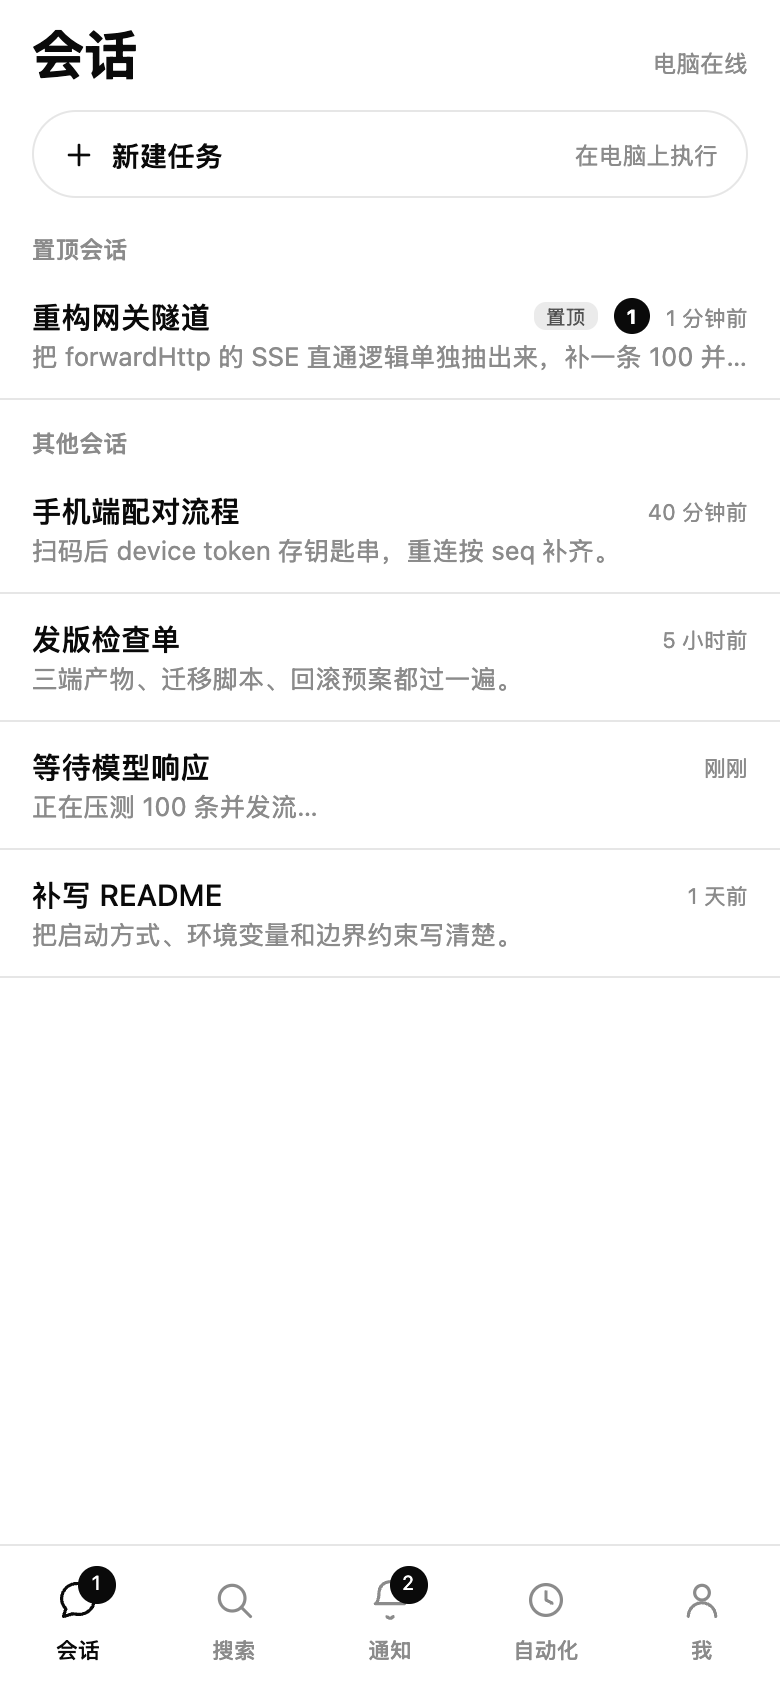 会话
电脑在线
新建任务
在电脑上执行
置顶会话
重构网关隧道 置顶 1 1 分钟前
把 forwardHttp 的 SSE 直通逻辑单独抽出来，补一条 100 并...
其他会话
手机端配对流程 40 分钟前
扫码后 device token 存钥匙串，重连按 seq 补齐。
发版检查单 5 小时前
三端产物、迁移脚本、回滚预案都过一遍。
等待模型响应 刚刚
正在压测 100 条并发流...
补写 README 1 天前
把启动方式、环境变量和边界约束写清楚。
1 2
会话 搜索 通知 自动化 我